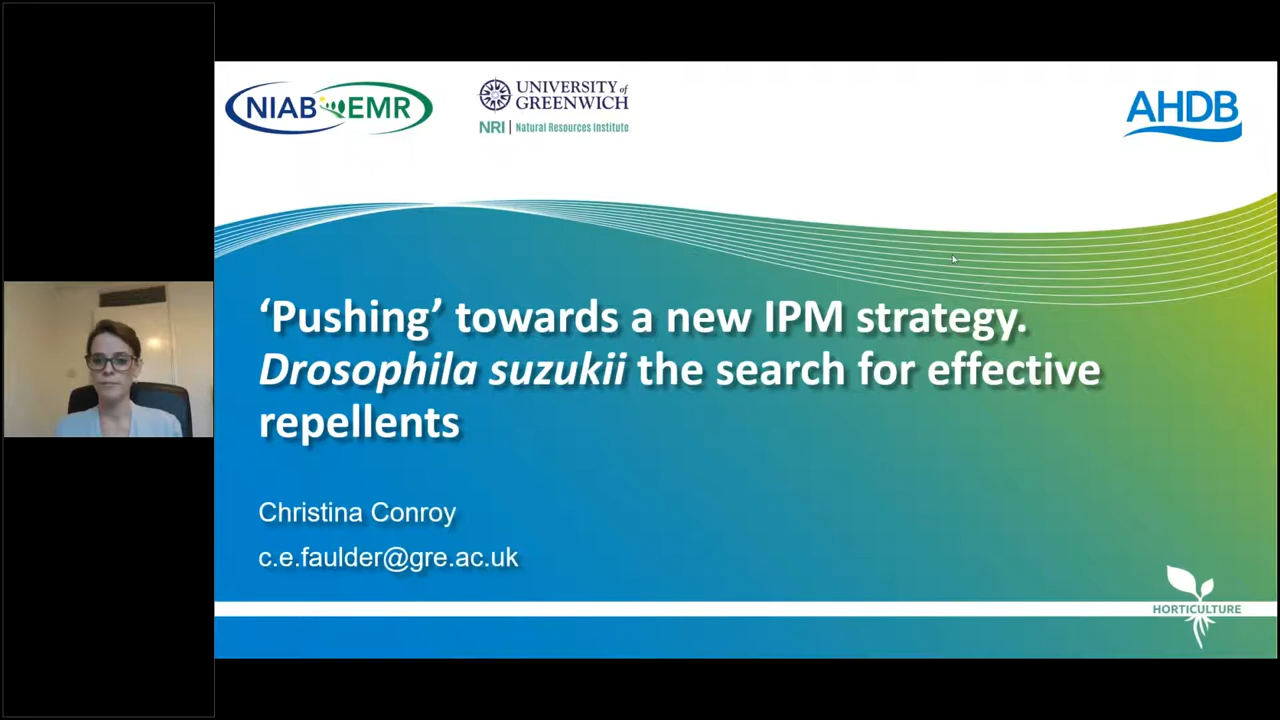 NIAB EMR
UNIVERSITY of
GREENWICH
NRI | Natural Resources Institute
AHDB
‘Pushing’ towards a new IPM strategy.
Drosophila suzukii the search for effective
repellents
Christina Conroy
c.e.faulder@gre.ac.uk
HORTICULTURE